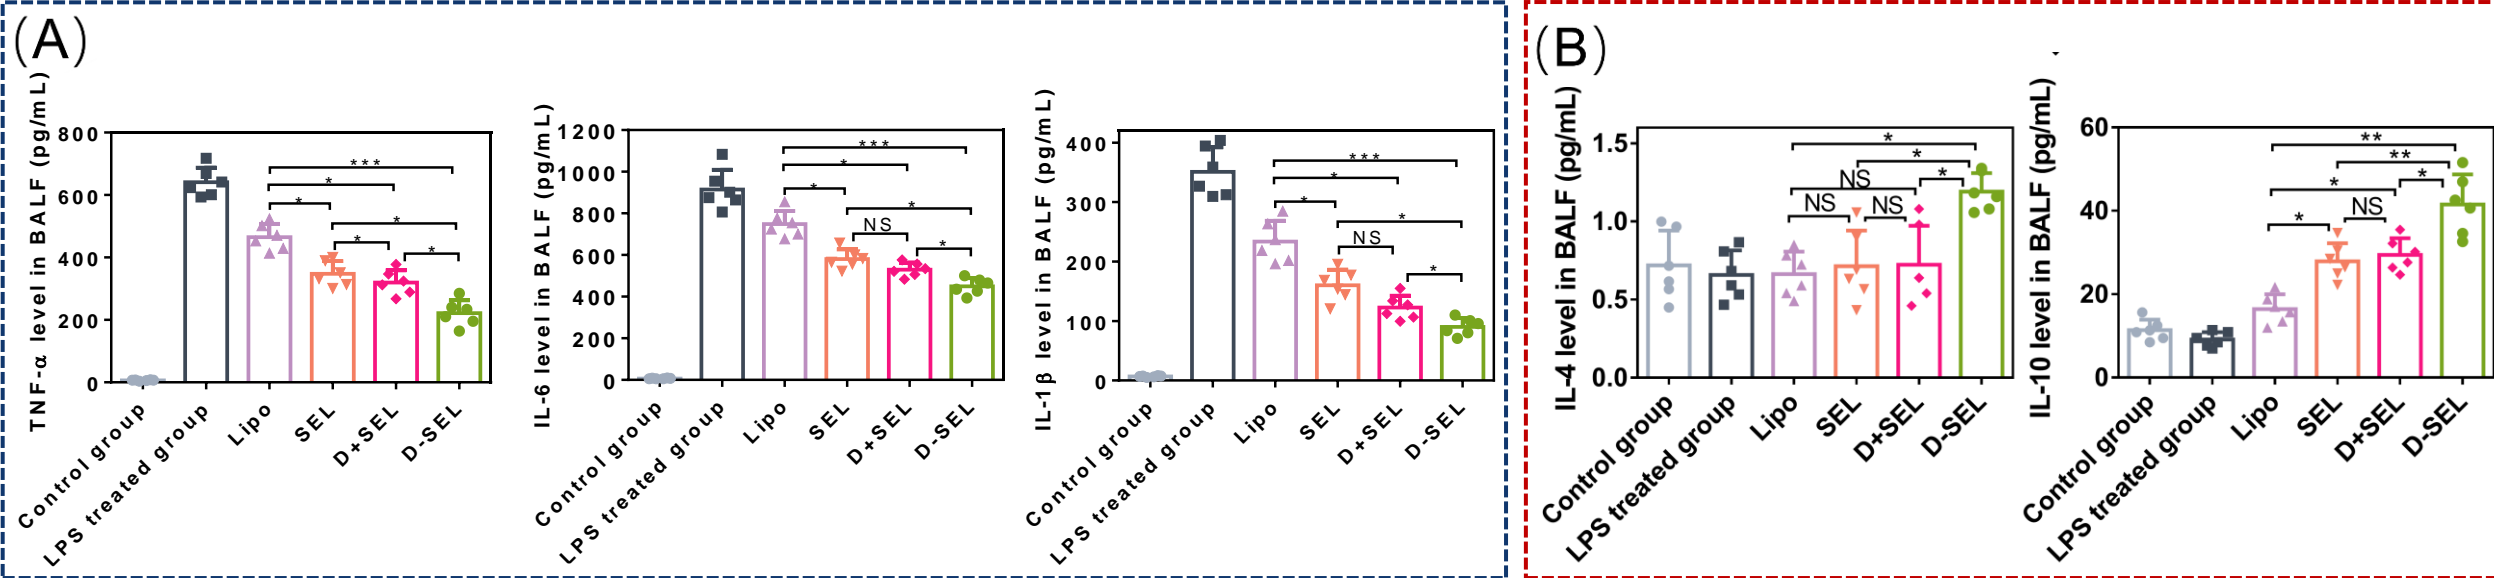 (A)
TNF-α level in BALF (pg/mL)
800
600
400
200
0
***
*
*
*
*
*
Control group
LPS treated group
Lipo
SEL
D+SEL
D-SEL
IL-6 level in BALF (pg/mL)
1200
1000
800
600
400
200
0
***
*
*
*
NS
*
Control group
LPS treated group
Lipo
SEL
D+SEL
D-SEL
IL-1β level in BALF (pg/mL)
400
300
200
100
0
***
*
*
*
NS
*
Control group
LPS treated group
Lipo
SEL
D+SEL
D-SEL
(B)
IL-4 level in BALF (pg/mL)
1.5
1.0
0.5
0.0
*
*
NS
*
NS
NS
Control group
LPS treated group
Lipo
SEL
D+SEL
D-SEL
IL-10 level in BALF (pg/mL)
60
40
20
0
**
**
*
*
*
NS
Control group
LPS treated group
Lipo
SEL
D+SEL
D-SEL